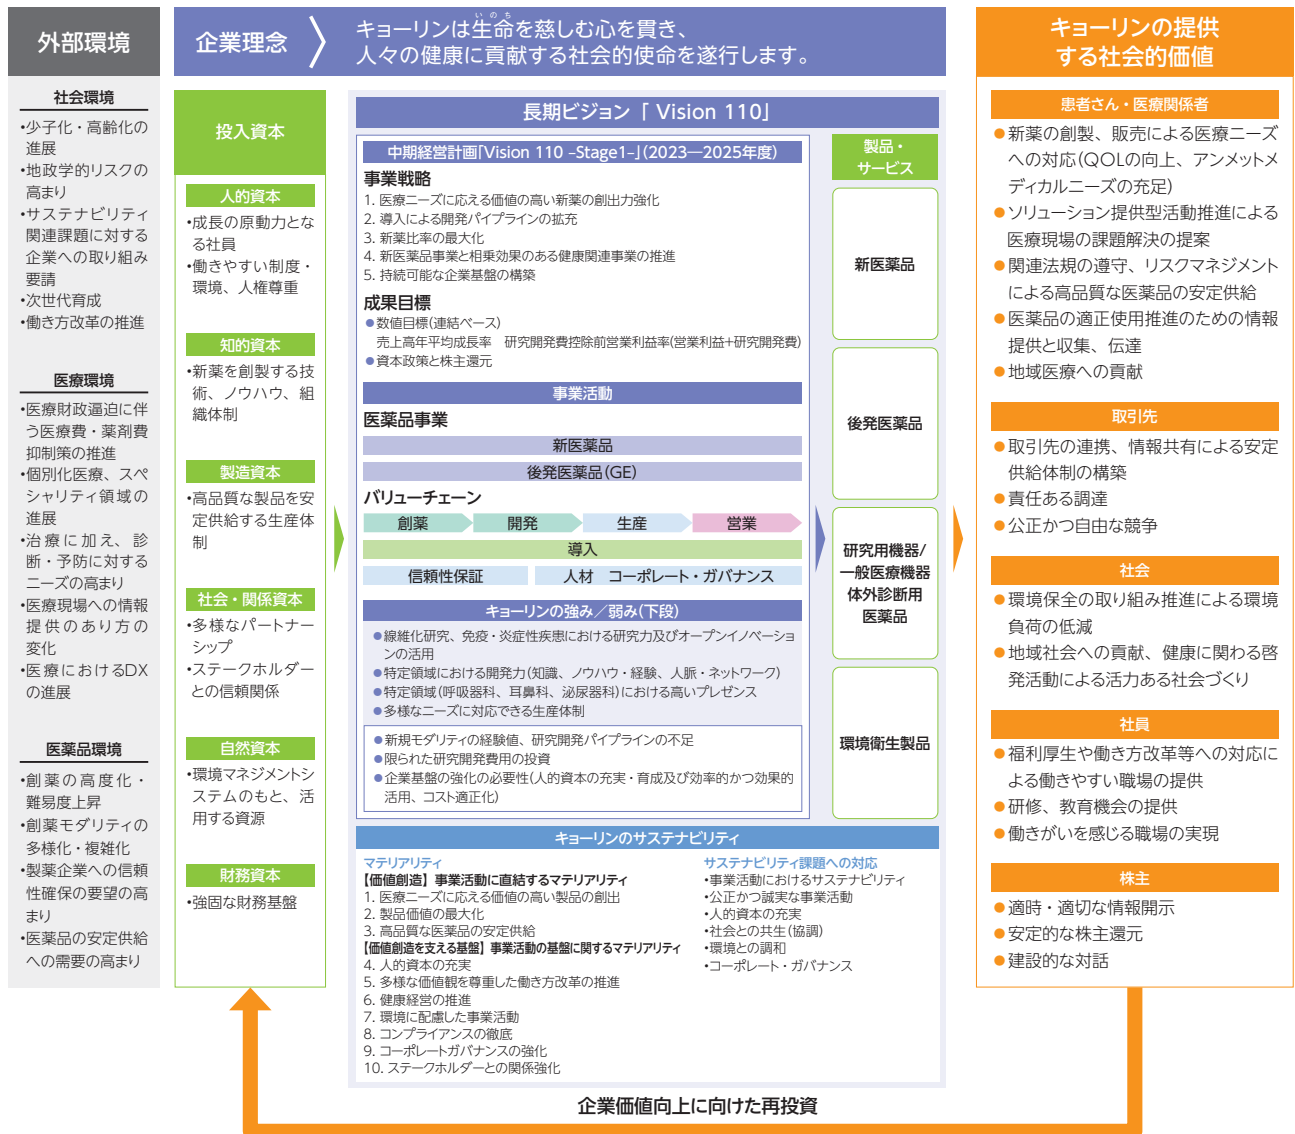 外部環境
社会環境
•少子化・高齢化の
進展
•地政学的リスクの
高まり
•サステナビリティ
関連課題に対する
企業への取り組み
要請
•次世代育成
•働き方改革の推進
医療環境
•医療財政逼迫に伴
う医療費・薬剤費
抑制策の推進
•個別化医療、スペ
シャリティ領域の
進展
•治療に加え、診
断・予防に対する
ニーズの高まり
•医療現場への情報
提供のあり方の
変化
•医療におけるDX
の進展
医薬品環境
•創薬の高度化・
難易度上昇
•創薬モダリティの
多様化・複雑化
•製薬企業への信頼
性確保の要望の高
まり
•医薬品の安定供給
への需要の高まり
企業理念
いのち
キョーリンは生命を慈しむ心を貫き、
人々の健康に貢献する社会的使命を遂行します。
投入資本
人的資本
•成長の原動力とな
る社員
•働きやすい制度・
環境、人権尊重
知的資本
•新薬を創製する技
術、ノウハウ、組
織体制
製造資本
•高品質な製品を安
定供給する生産体
制
社会・関係資本
•多様なパートナー
シップ
•ステークホルダー
との信頼関係
自然資本
•環境マネジメントシ
ステムのもと、活
用する資源
財務資本
•強固な財務基盤
長期ビジョン「 Vision 110」
中期経営計画「Vision 110 –Stage1–」(2023―2025年度)
事業戦略
1. 医療ニーズに応える価値の高い新薬の創出力強化
2. 導入による開発パイプラインの拡充
3. 新薬比率の最大化
4. 新医薬品事業と相乗効果のある健康関連事業の推進
5. 持続可能な企業基盤の構築
成果目標
●数値目標(連結ベース)
売上高年平均成長率 研究開発費控除前営業利益率(営業利益+研究開発費)
●資本政策と株主還元
事業活動
医薬品事業
新医薬品
後発医薬品(GE)
バリューチェーン
創薬 開発 生産 営業
導入
信頼性保証 人材 コーポレート・ガバナンス
キョーリンの強み／弱み(下段)
●線維化研究、免疫・炎症性疾患における研究力及びオープンイノベーショ
ンの活用
●特定領域における開発力(知識、ノウハウ・経験、人脈・ネットワーク)
●特定領域(呼吸器科、耳鼻科、泌尿器科)における高いプレゼンス
●多様なニーズに対応できる生産体制
●新規モダリティの経験値、研究開発パイプラインの不足
●限られた研究開発費用の投資
●企業基盤の強化の必要性(人的資本の充実・育成及び効率的かつ効果的
活用、コスト適正化)
製品・
サービス
新医薬品
後発医薬品
研究用機器/
一般医療機器
体外診断用
医薬品
環境衛生製品
キョーリンのサステナビリティ
マテリアリティ
【価値創造】事業活動に直結するマテリアリティ
1. 医療ニーズに応える価値の高い製品の創出
2. 製品価値の最大化
3. 高品質な医薬品の安定供給
【価値創造を支える基盤】事業活動の基盤に関するマテリアリティ
4. 人的資本の充実
5. 多様な価値観を尊重した働き方改革の推進
6. 健康経営の推進
7. 環境に配慮した事業活動
8. コンプライアンスの徹底
9. コーポレートガバナンスの強化
10. ステークホルダーとの関係強化
サステナビリティ課題への対応
•事業活動におけるサステナビリティ
•公正かつ誠実な事業活動
•人的資本の充実
•社会との共生(協調)
•環境との調和
•コーポレート・ガバナンス
キョーリンの提供
する社会的価値
患者さん・医療関係者
●新薬の創製、販売による医療ニーズ
への対応(QOLの向上、アンメットメ
ディカルニーズの充足)
●ソリューション提供型活動推進による
医療現場の課題解決の提案
●関連法規の遵守、リスクマネジメント
による高品質な医薬品の安定供給
●医薬品の適正使用推進のための情報
提供と収集、伝達
●地域医療への貢献
取引先
●取引先の連携、情報共有による安定
供給体制の構築
●責任ある調達
●公正かつ自由な競争
社会
●環境保全の取り組み推進による環境
負荷の低減
●地域社会への貢献、健康に関わる啓
発活動による活力ある社会づくり
社員
●福利厚生や働き方改革等への対応に
よる働きやすい職場の提供
●研修、教育機会の提供
●働きがいを感じる職場の実現
株主
●適時・適切な情報開示
●安定的な株主還元
●建設的な対話
企業価値向上に向けた再投資